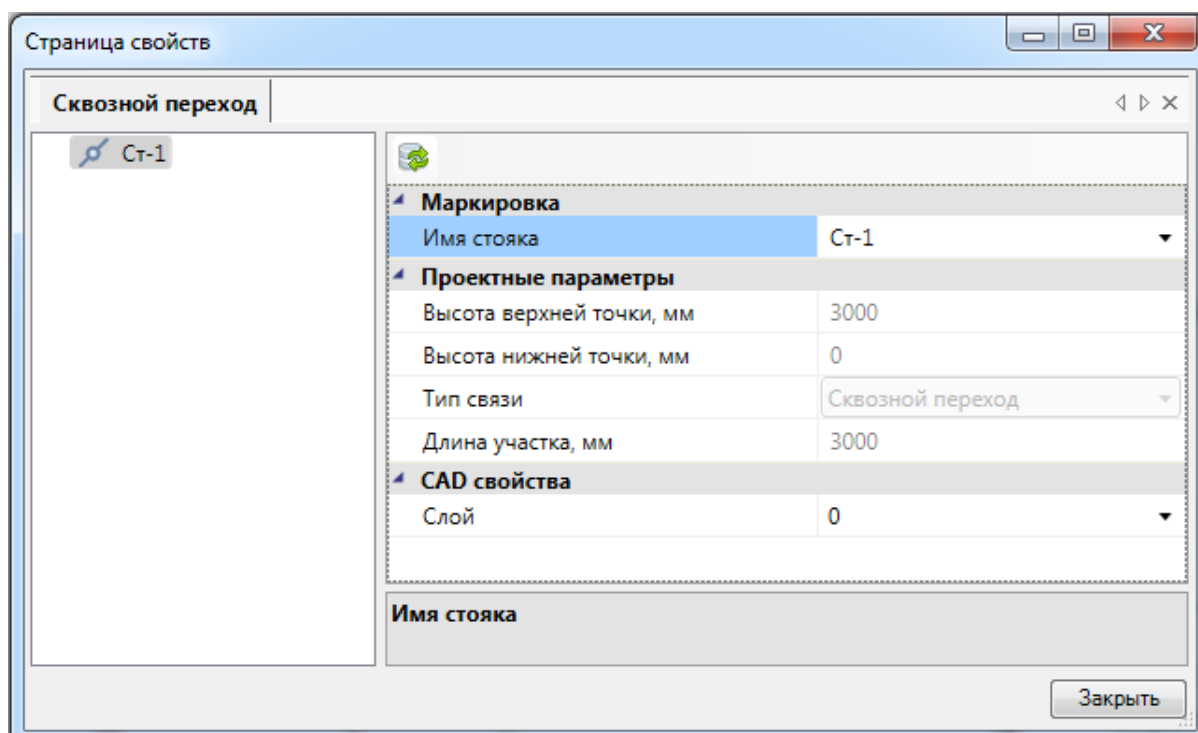 Страница свойств
Сквозной переход
Ст-1
Маркировка
Имя стояка Ст-1
Проектные параметры
Высота верхней точки, мм 3000
Высота нижней точки, мм 0
Тип связи Сквозной переход
Длина участка, мм 3000
CAD свойства
Слой 0
Имя стояка
Закрыть